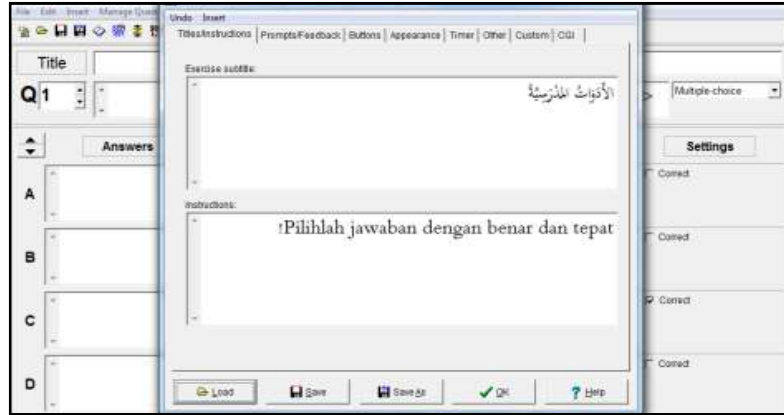 File Edit Insert Manage Ques
Undo Insert
Titles/Instructions Prompts/Feedback Buttons Appearance Timer Other Custom CGI
Title
Exercise subtitle:
الأَدَوَاتُ المَدْرَسِيَّةُ
Q 1
Multiple-choice
Answers
Settings
Instructions:
!Pilihlah jawaban dengan benar dan tepat
A
Correct
B
Correct
C
Correct
D
Correct
Load Save Save As OK Help